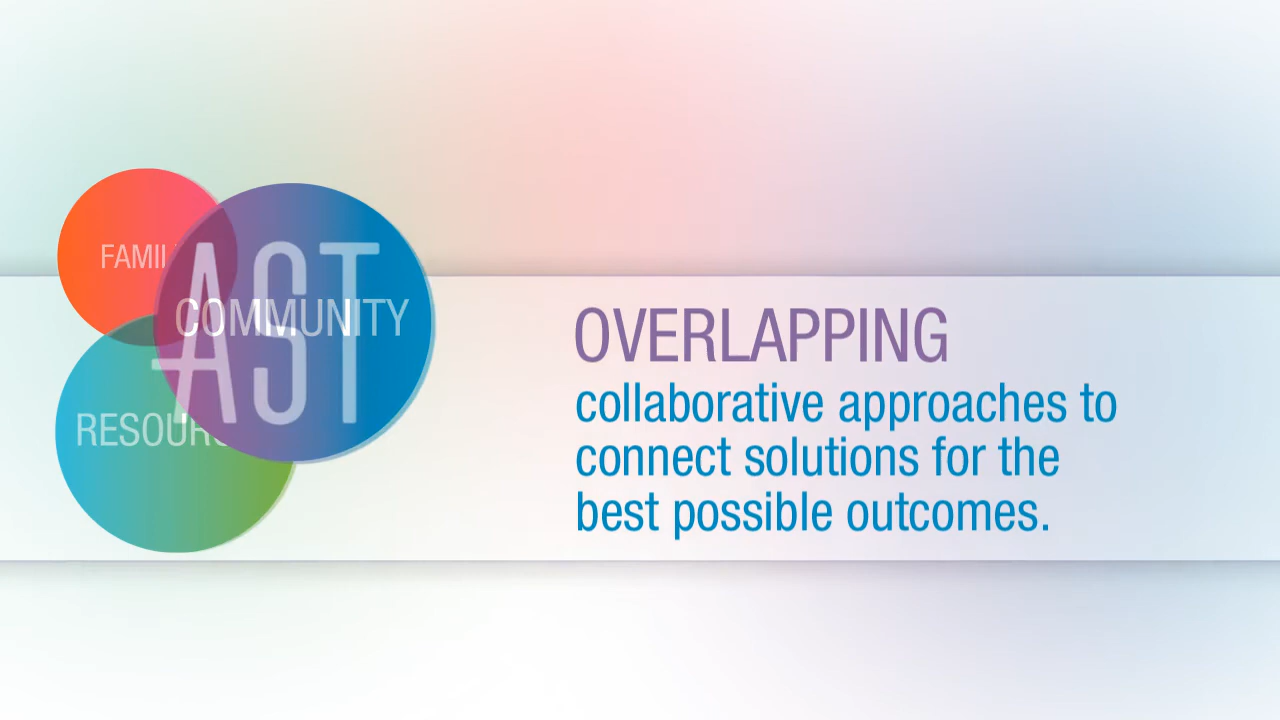 FAMIL
AST
COMMUNITY
RESOUR
OVERLAPPING
collaborative approaches to
connect solutions for the
best possible outcomes.